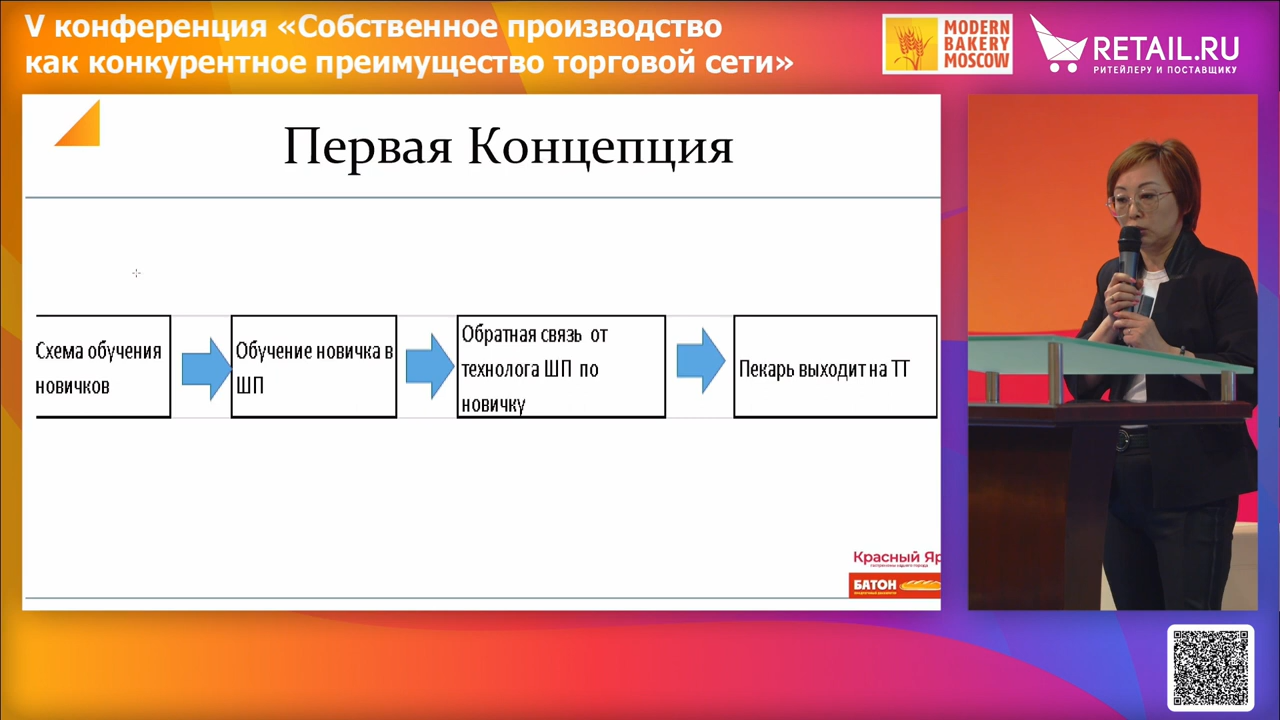 V конференция «Собственное производство
как конкурентное преимущество торговой сети»
MODERN
BAKERY
MOSCOW
RETAIL.RU
РИТЕЙЛЕРУ И ПОСТАВЩИКУ
Первая Концепция
Схема обучения
новичков
Обучение новичка в
ШП
Обратная связь от
технолога ШП по
новичку
Пекарь выходит на ТТ
Красный Яр
БАТОН